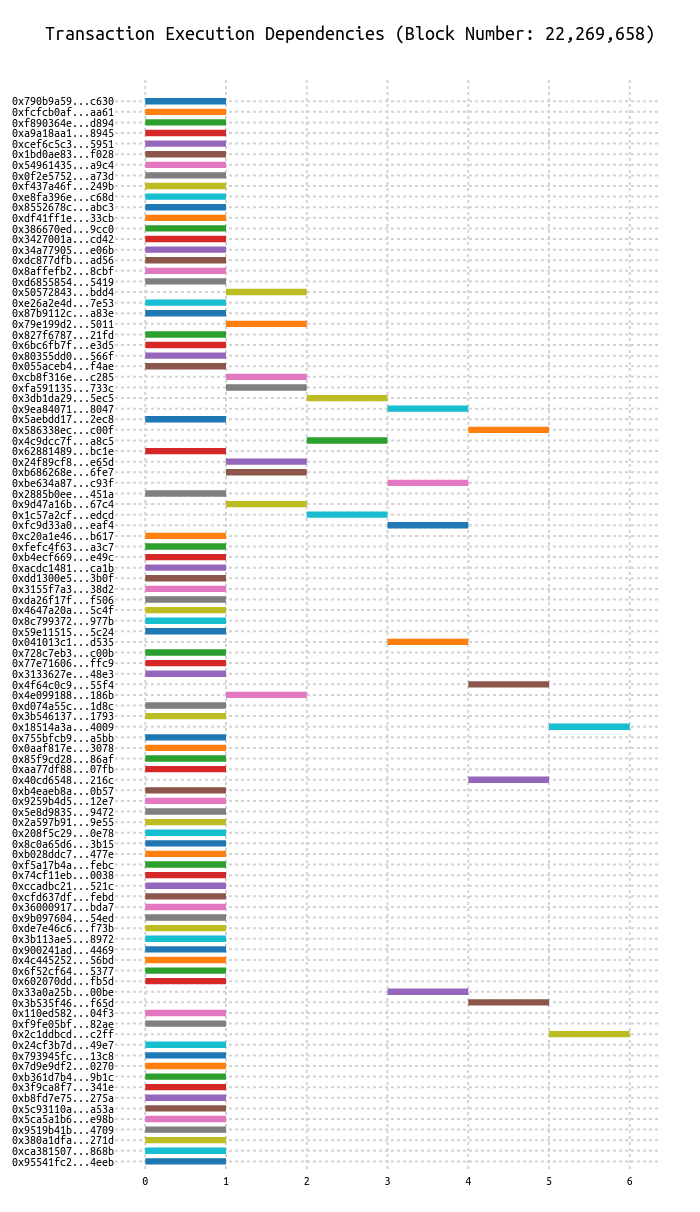 Transaction Execution Dependencies (Block Number: 22,269,658)
0x790b9a59...c630
0xfcfcb0af...aa61
0xf890364e...d894
0xa9a18aa1...8945
0xcef6c5c3...5951
0x1bd0ae83...f028
0x54961435...a9c4
0x0f2e5752...a73d
0xf437a46f...249b
0xe8fa396e...c68d
0x8552678c...abc3
0xdf41ff1e...33cb
0x386670ed...9cc0
0x3427001a...cd42
0x34a77905...e06b
0xdc877dfb...ad56
0x8affefb2...8cbf
0xd6855854...5419
0x50572843...bdd4
0xe26a2e4d...7e53
0x87b9112c...a83e
0x79e199d2...5011
0x827f6787...21fd
0x6bc6fb7f...e3d5
0x80355dd0...566f
0x055aceb4...f4ae
0xcb8f316e...c285
0xfa591135...733c
0x3db1da29...5ec5
0x9ea84071...8047
0x5aebdd17...2ec8
0x586338ec...c00f
0x4c9dcc7f...a8c5
0x62881489...bc1e
0x24f89cf8...e65d
0xb686268e...6fe7
0xbe634a87...c93f
0x2885b0ee...451a
0x9d47a16b...67c4
0x1c57a2cf...edcd
0xfc9d33a0...eaf4
0xc20a1e46...b617
0xfefc4f63...a3c7
0xb4ecf669...e49c
0xacdc1481...ca1b
0xdd1300e5...3b0f
0x3155f7a3...38d2
0xda26f17f...f506
0x4647a20a...5c4f
0x8c799372...977b
0x59e11515...5c24
0x041013c1...d535
0x728c7eb3...c00b
0x77e71606...ffc9
0x3133627e...48e3
0x4f64c0c9...55f4
0x4e099188...186b
0xd074a55c...1d8c
0x3b546137...1793
0x18514a3a...4009
0x755bfcb9...a5bb
0x0aaf817e...3078
0x85f9cd28...86af
0xaa77df88...07fb
0x40cd6548...216c
0xb4eaeb8a...0b57
0x9259b4d5...12e7
0x5e8d9835...9472
0x2a597b91...9e55
0x208f5c29...0e78
0x8c0a65d6...3b15
0xb028ddc7...477e
0xf5a17b4a...febc
0x74cf11eb...0038
0xccadbc21...521c
0xcfd637df...febd
0x36000917...bda7
0x9b097604...54ed
0xde7e46c6...f73b
0x3b113ae5...8972
0x900241ad...4469
0x4c445252...56bd
0x6f52cf64...5377
0x602070dd...fb5d
0x33a0a25b...00be
0x3b535f46...f65d
0x110ed582...04f3
0xf9fe05bf...82ae
0x2c1ddbcd...c2ff
0x24cf3b7d...49e7
0x793945fc...13c8
0x7d9e9df2...0270
0xb361d7b4...9b1c
0x3f9ca8f7...341e
0xb8fd7e75...275a
0x5c93110a...a53a
0x5ca5a1b6...e98b
0x9519b41b...4709
0x380a1dfa...271d
0xca381507...868b
0x95541fc2...4eeb
0 1 2 3 4 5 6